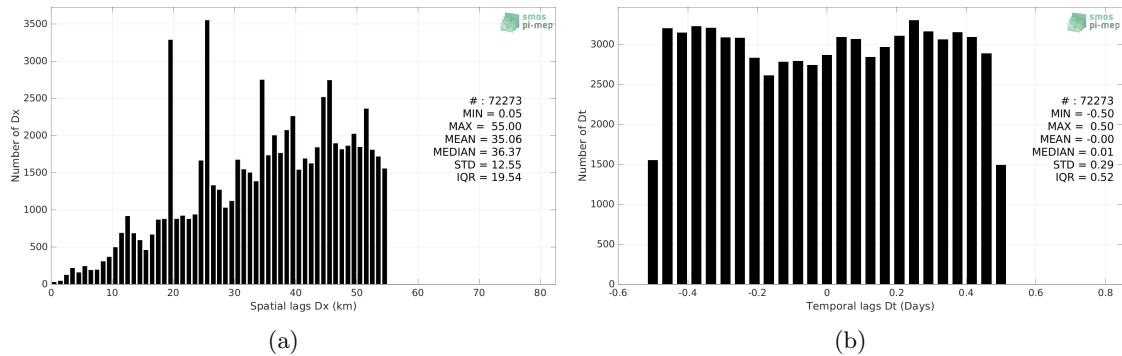 3500
3000
2500
2000
1500
1000
500
0
Number of Dx
0 10 20 30 40 50 60 70 80
Spatial lags Dx (km)
smos
pi-mep
# : 72273
MIN = 0.05
MAX = 55.00
MEAN = 35.06
MEDIAN = 36.37
STD = 12.55
IQR = 19.54
(a)
3000
2500
2000
1500
1000
500
0
Number of Dt
-0.6 -0.4 -0.2 0 0.2 0.4 0.6 0.8
Temporal lags Dt (Days)
smos
pi-mep
# : 72273
MIN = -0.50
MAX = 0.50
MEAN = -0.00
MEDIAN = 0.01
STD = 0.29
IQR = 0.52
(b)